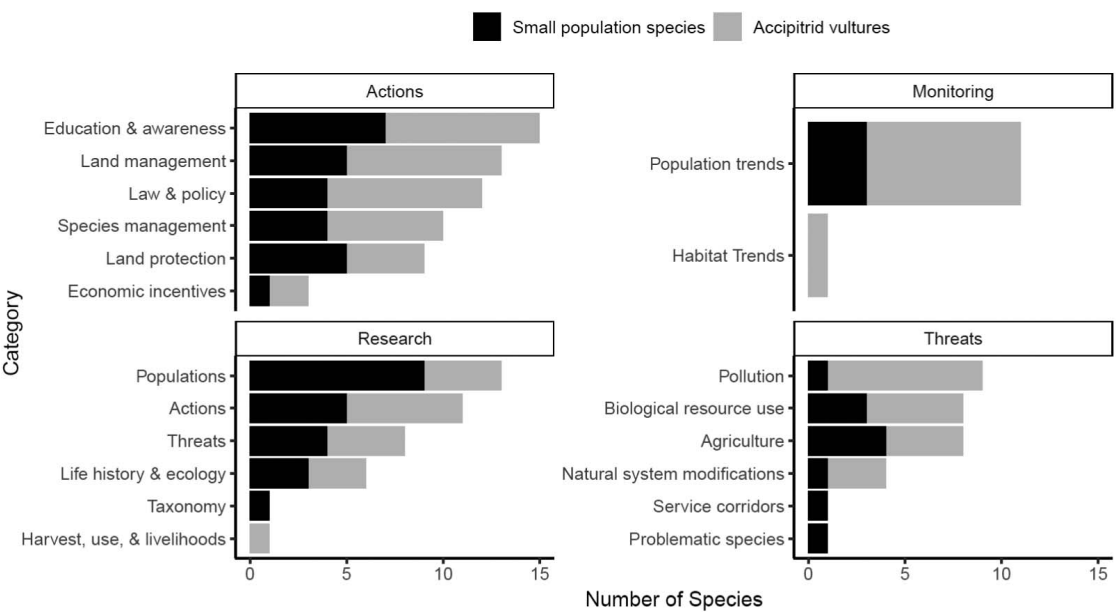 Small population species
Accipitrid vultures
Actions
Education & awareness
Land management
Law & policy
Species management
Land protection
Economic incentives
Monitoring
Population trends
Habitat Trends
Category
Research
Populations
Actions
Threats
Life history & ecology
Taxonomy
Harvest, use, & livelihoods
0 5 10 15
Threats
Pollution
Biological resource use
Agriculture
Natural system modifications
Service corridors
Problematic species
0 5 10 15
Number of Species